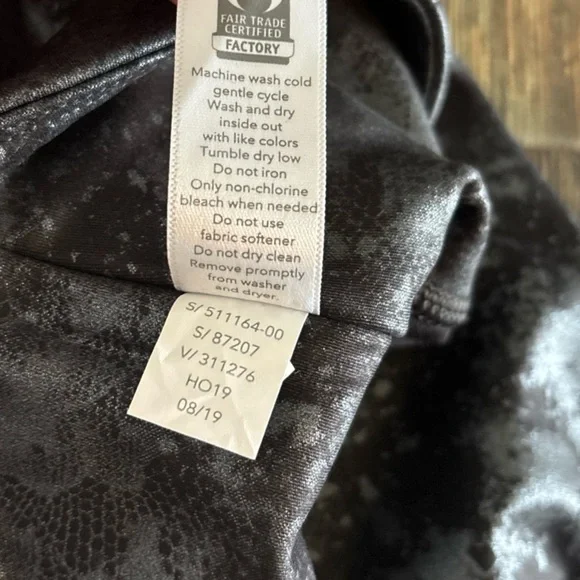 FAIR TRADE
CERTIFIED
FACTORY
Machine wash cold
gentle cycle
Wash and dry
inside out
with like colors
Tumble dry low
Do not iron
Only non-chlorine
bleach when needed
Do not use
fabric softener
Do not dry clean
Remove promptly
from washer
and dryer.
S/ 511164-00
S/ 87207
V/ 311276
HO19
08/19